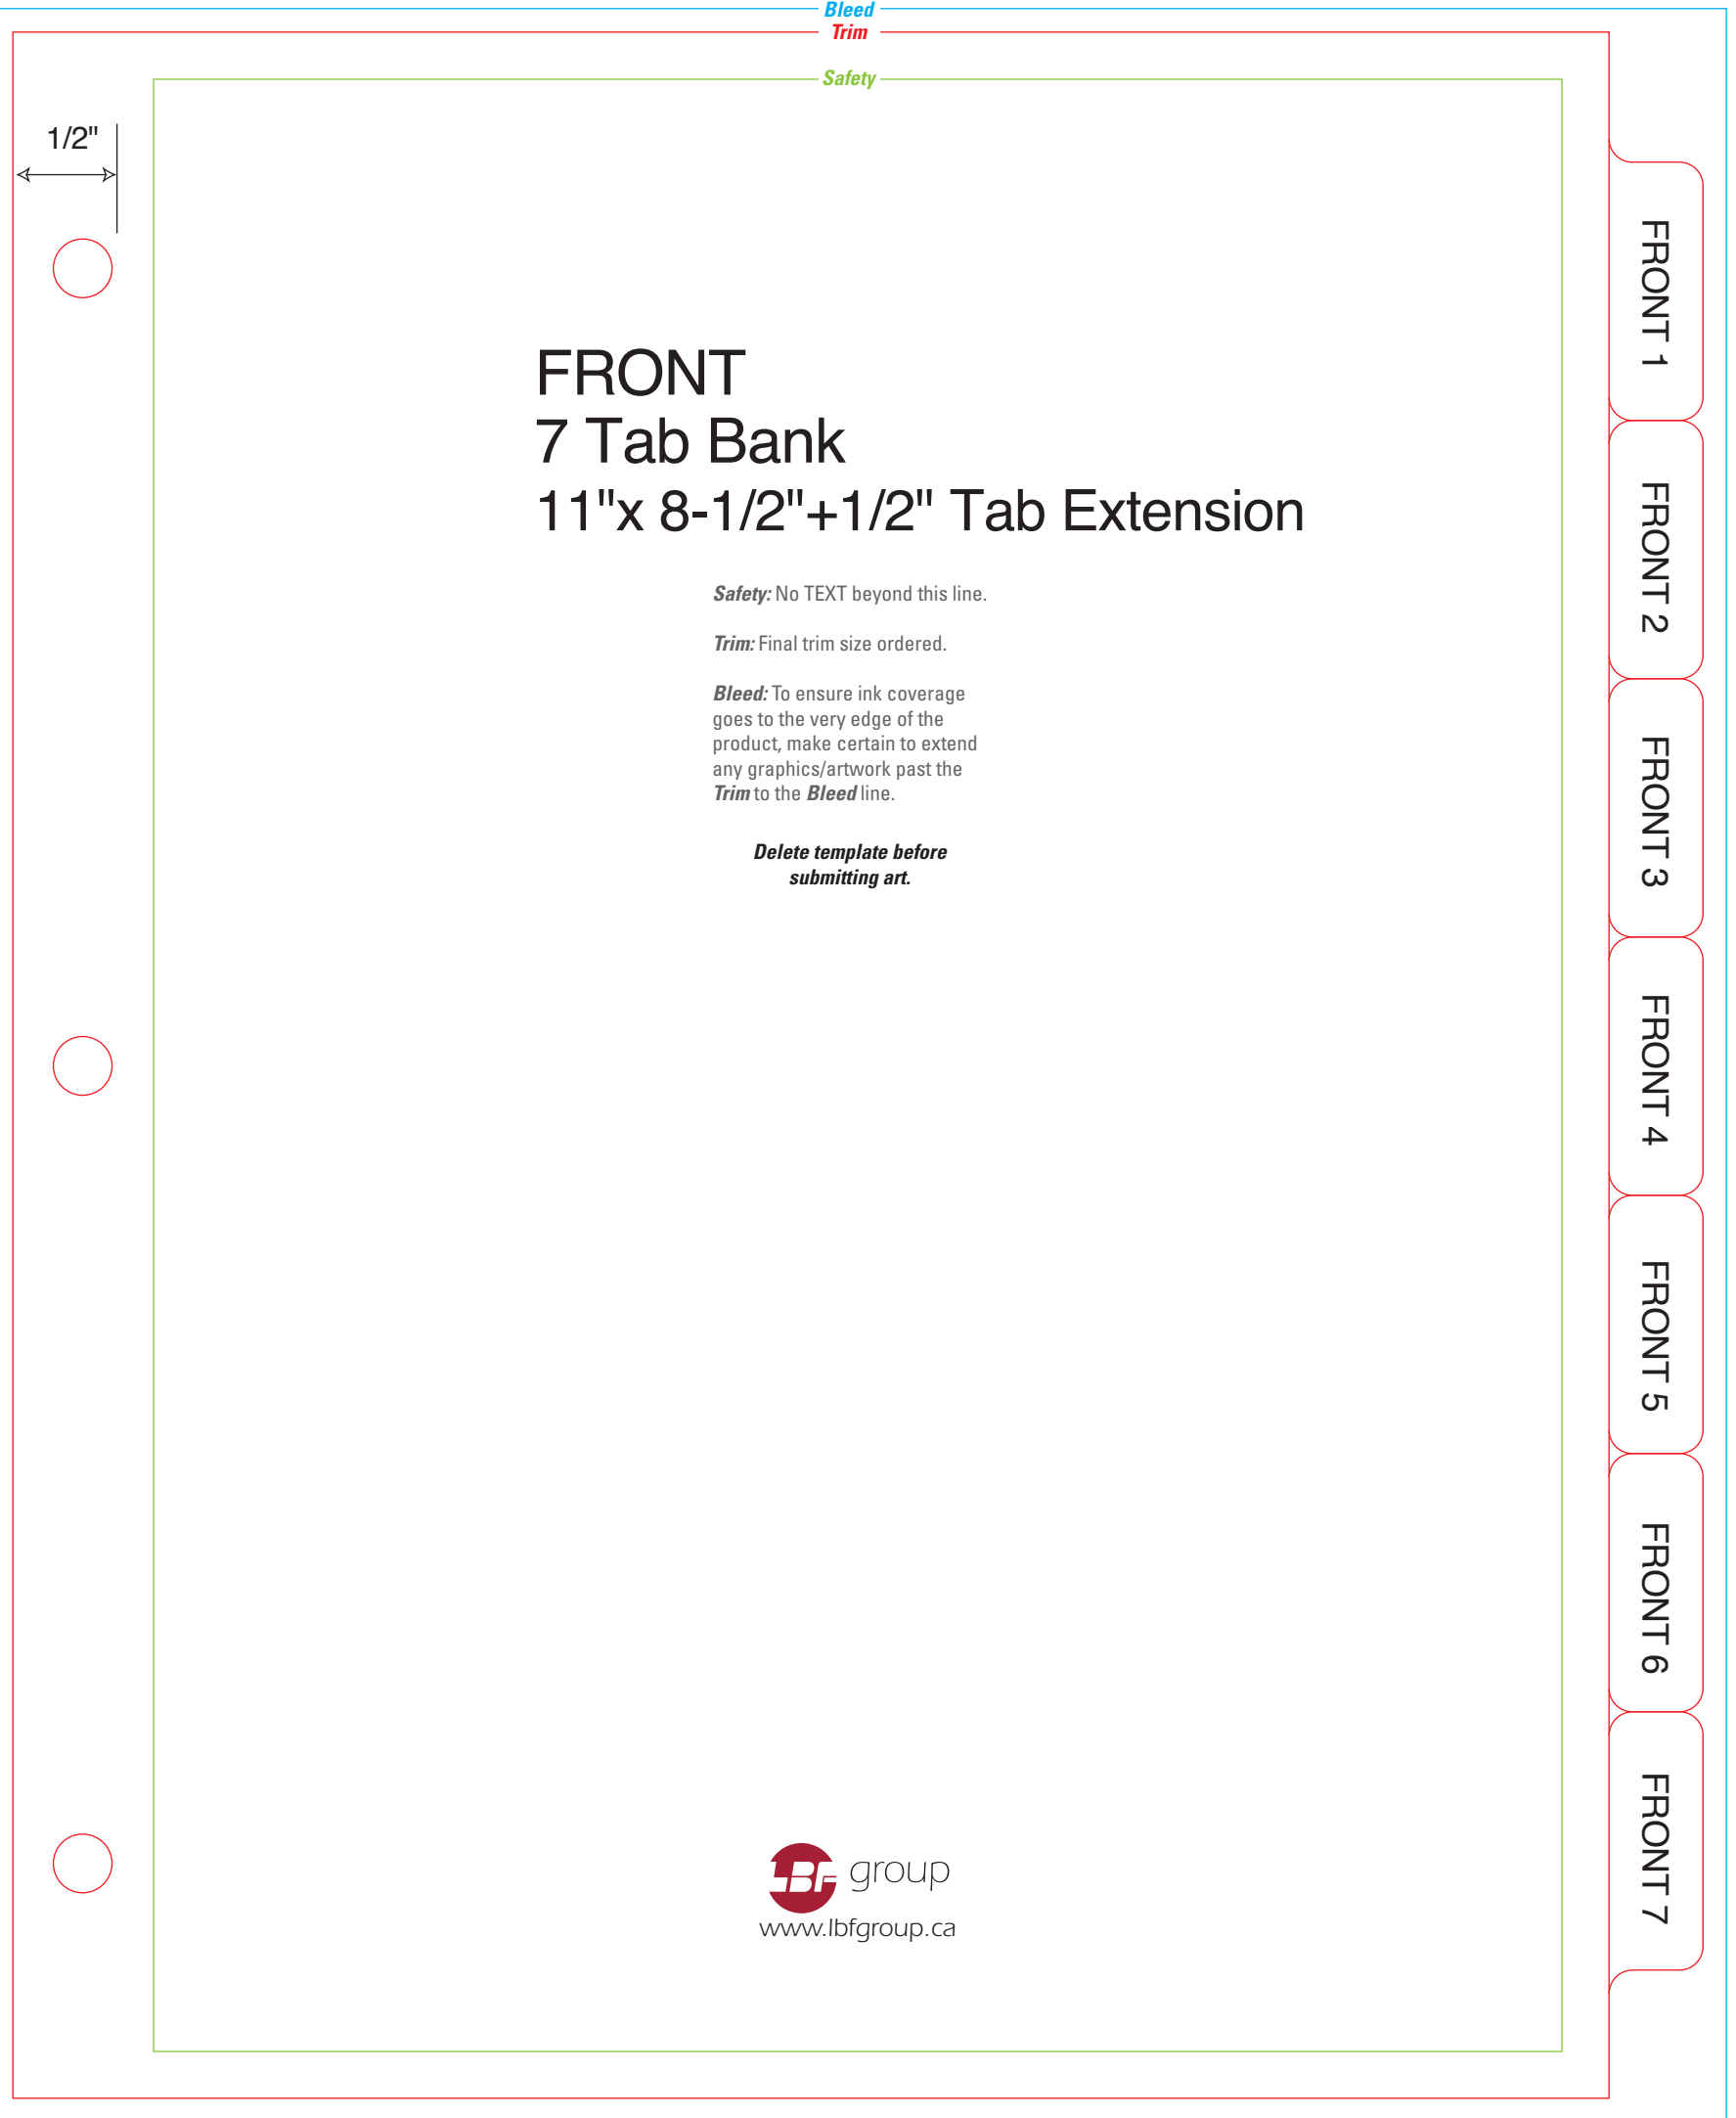 Bleed
Trim
Safety
1/2"
FRONT
7 Tab Bank
11"x 8-1/2"+1/2" Tab Extension
Safety: No TEXT beyond this line.
Trim: Final trim size ordered.
Bleed: To ensure ink coverage
goes to the very edge of the
product, make certain to extend
any graphics/artwork past the
Trim to the Bleed line.
Delete template before
submitting art.
LBF group
www.lbfgroup.ca
FRONT 1
FRONT 2
FRONT 3
FRONT 4
FRONT 5
FRONT 6
FRONT 7